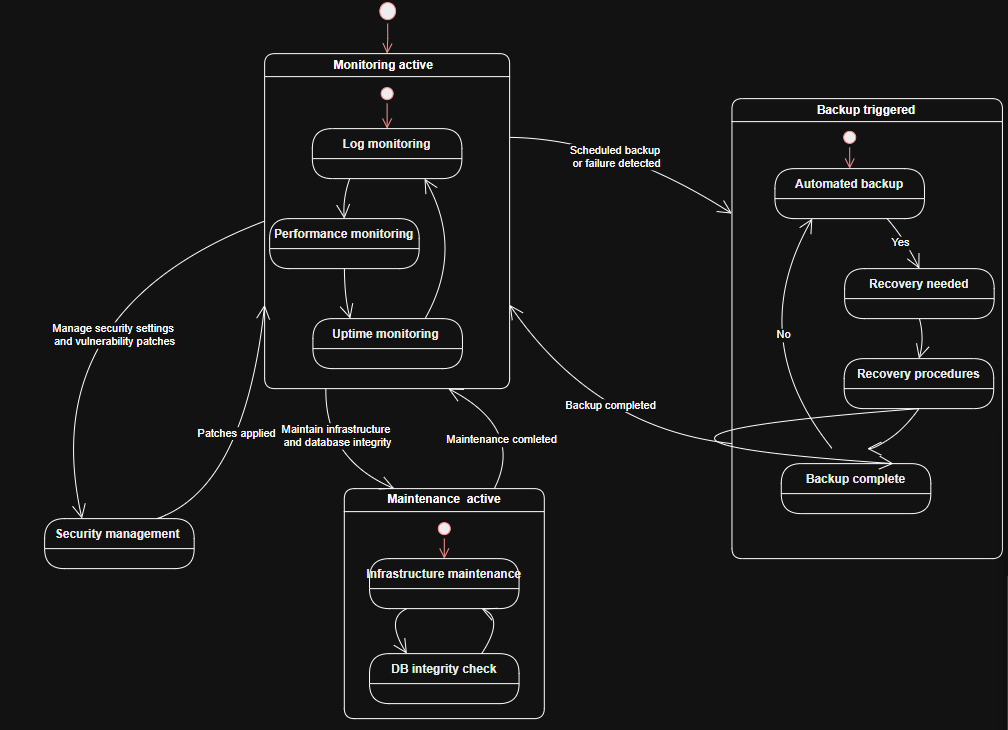 Monitoring active
Log monitoring
Performance monitoring
Uptime monitoring
Scheduled backup
or failure detected
Backup triggered
Automated backup
Yes
Recovery needed
No
Recovery procedures
Backup complete
Backup completed
Manage security settings
and vulnerability patches
Patches applied
Security management
Maintain infrastructure
and database integrity
Maintenance comleted
Maintenance active
Infrastructure maintenance
DB integrity check